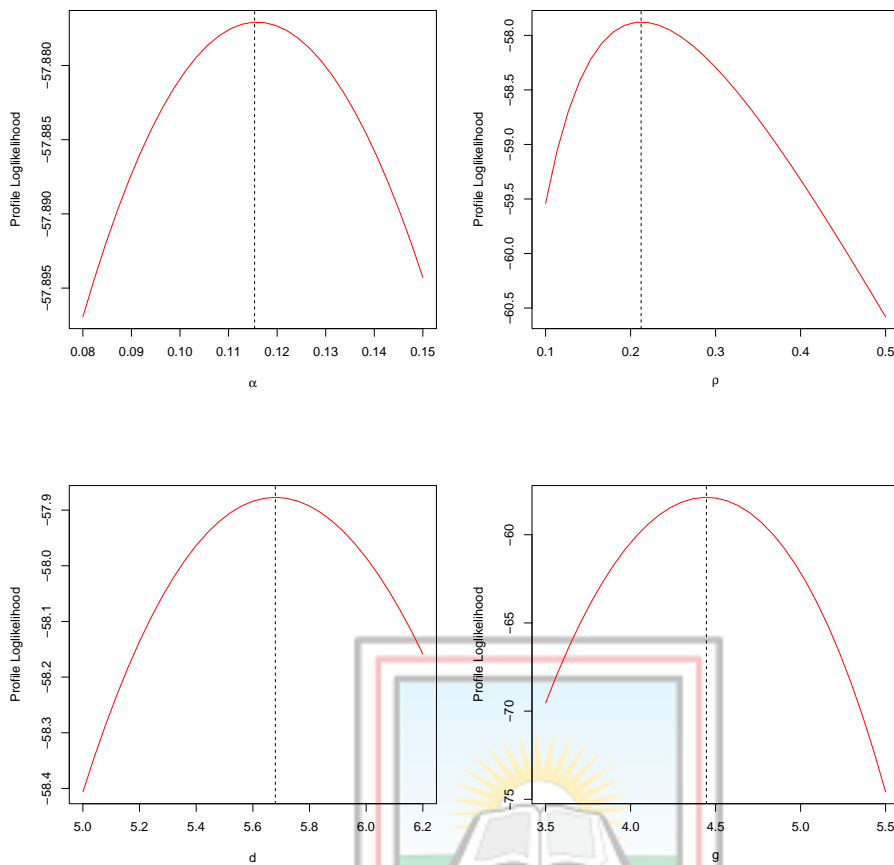 Profile Loglikelihood
−57.895 −57.890 −57.885 −57.880
0.08 0.09 0.10 0.11 0.12 0.13 0.14 0.15
α
Profile Loglikelihood
−60.5 −60.0 −59.5 −59.0 −58.5 −58.0
0.1 0.2 0.3 0.4 0.5
ρ
Profile Loglikelihood
−58.4 −58.3 −58.2 −58.1 −58.0 −57.9
5.0 5.2 5.4 5.6 5.8 6.0 6.2
d
Profile Loglikelihood
−75 −70 −65 −60
3.5 4.0 4.5 5.0 5.5
g